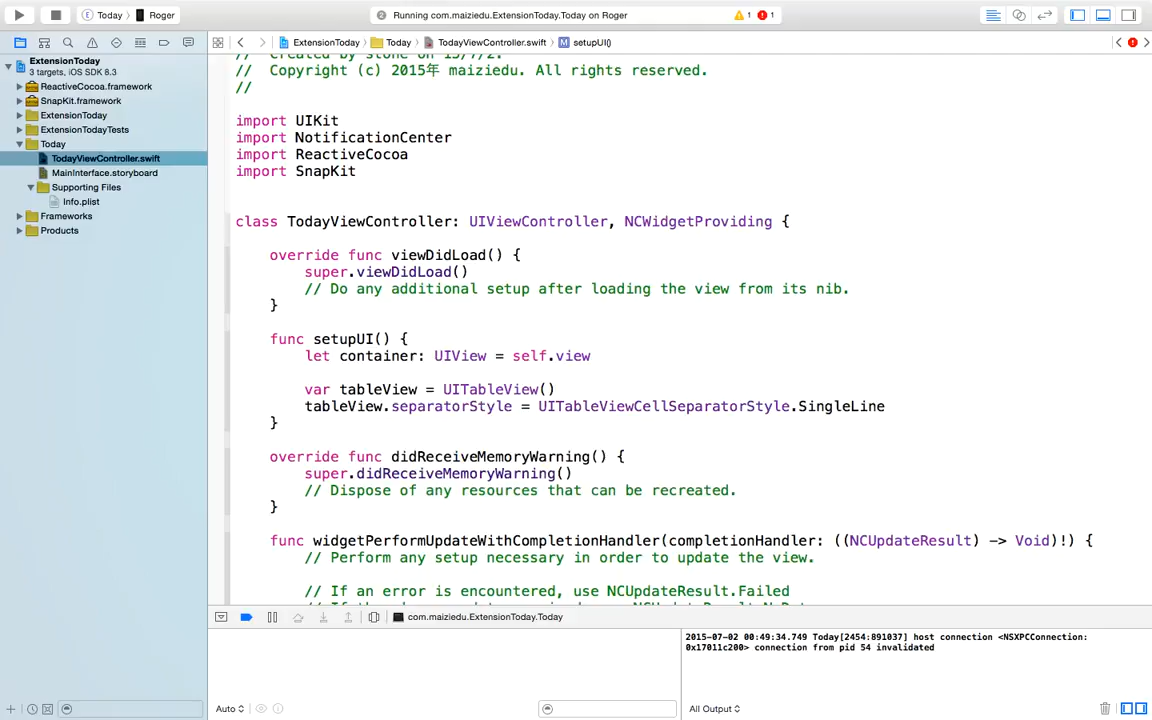 Today
Roger
Running com.maiziedu.ExtensionToday.Today on Roger
1
1
ExtensionToday
Today
TodayViewController.swift
M
setupUI()
ExtensionToday
3 targets, iOS SDK 8.3
ReactiveCocoa.framework
SnapKit.framework
ExtensionToday
ExtensionTodayTests
Today
TodayViewController.swift
MainInterface.storyboard
Supporting Files
Info.plist
Frameworks
Products
// Copyright (c) 2015年 maiziedu. All rights reserved.
//
import UIKit
import NotificationCenter
import ReactiveCocoa
import SnapKit
class TodayViewController: UIViewController, NCWidgetProviding {
override func viewDidLoad() {
super.viewDidLoad()
// Do any additional setup after loading the view from its nib.
}
func setupUI() {
let container: UIView = self.view
var tableView = UITableView()
tableView.separatorStyle = UITableViewCellSeparatorStyle.SingleLine
}
override func didReceiveMemoryWarning() {
super.didReceiveMemoryWarning()
// Dispose of any resources that can be recreated.
}
func widgetPerformUpdateWithCompletionHandler(completionHandler: ((NCUpdateResult) -> Void)!) {
// Perform any setup necessary in order to update the view.
// If an error is encountered, use NCUpdateResult.Failed
com.maiziedu.ExtensionToday.Today
2015-07-02 00:49:34.749 Today[2454:891037] host connection <NSXPCConnection:
0x17011c200> connection from pid 54 invalidated
Auto
All Output